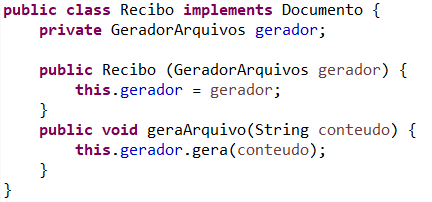 public class Recibo implements Documento {
    private GeradorArquivos gerador;

    public Recibo (GeradorArquivos gerador) {
        this.gerador = gerador;
    }
    public void geraArquivo(String conteudo) {
        this.gerador.gera(conteudo);
    }
}